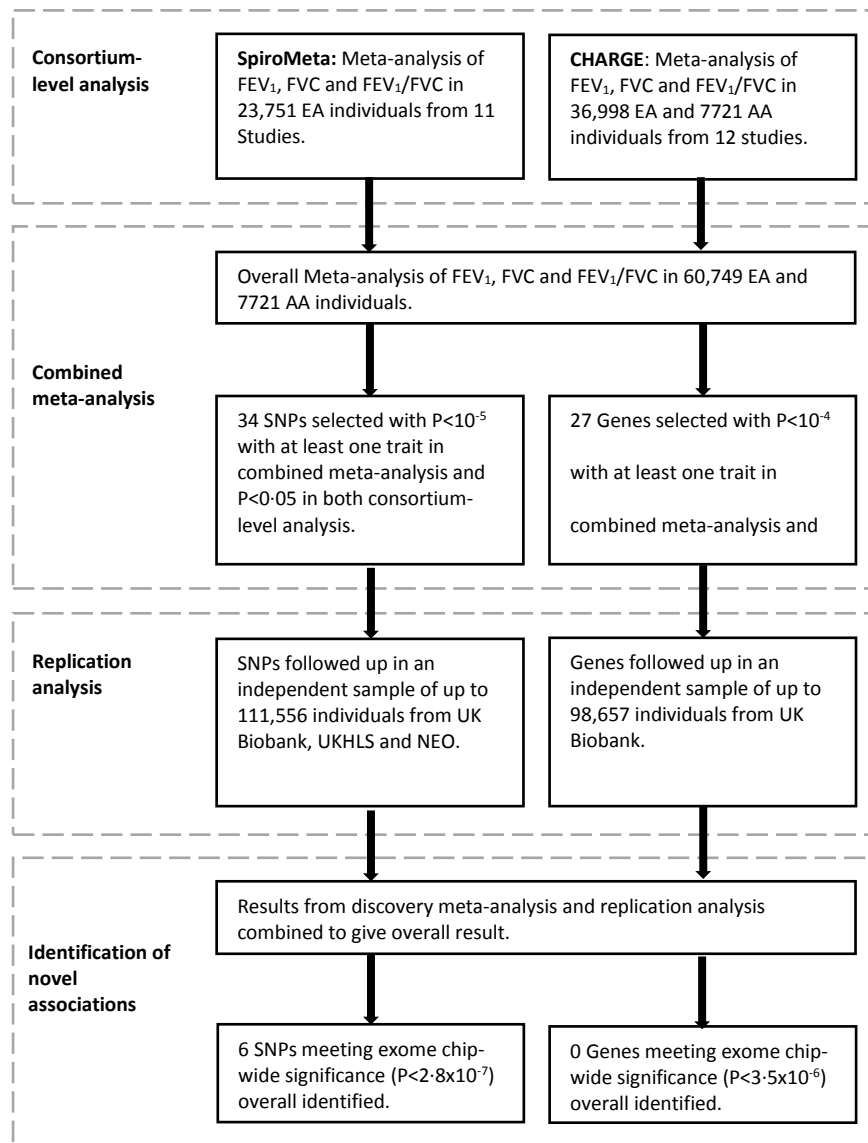 Consortium-
level analysis
SpiroMeta: Meta-analysis of
FEV₁, FVC and FEV₁/FVC in
23,751 EA individuals from 11
Studies.
CHARGE: Meta-analysis of
FEV₁, FVC and FEV₁/FVC in
36,998 EA and 7721 AA
individuals from 12 studies.
Combined
meta-analysis
Overall Meta-analysis of FEV₁, FVC and FEV₁/FVC in 60,749 EA and
7721 AA individuals.
34 SNPs selected with P<10⁻⁵
with at least one trait in
combined meta-analysis and
P<0·05 in both consortium-
level analysis.
27 Genes selected with P<10⁻⁴
with at least one trait in
combined meta-analysis and
Replication
analysis
SNPs followed up in an
independent sample of up to
111,556 individuals from UK
Biobank, UKHLS and NEO.
Genes followed up in an
independent sample of up to
98,657 individuals from UK
Biobank.
Identification of
novel
associations
Results from discovery meta-analysis and replication analysis
combined to give overall result.
6 SNPs meeting exome chip-
wide significance (P<2·8x10⁻⁷)
overall identified.
0 Genes meeting exome chip-
wide significance (P<3·5x10⁻⁶)
overall identified.